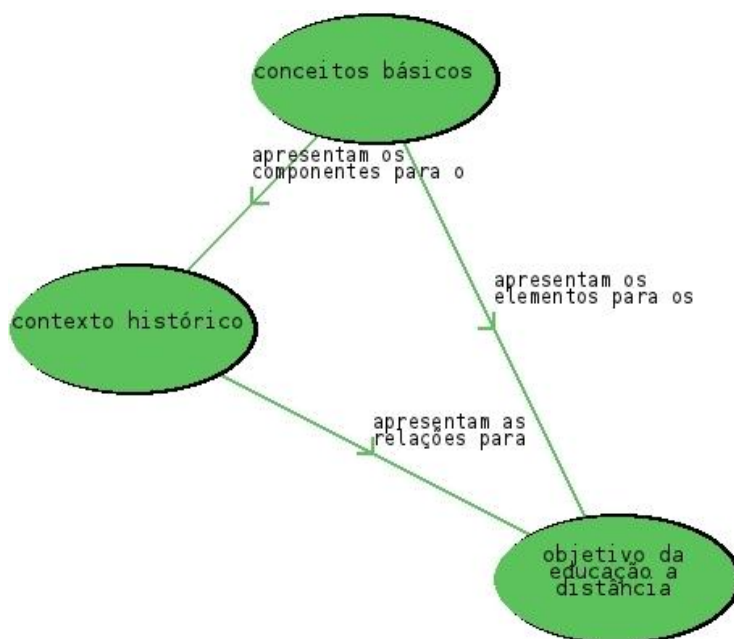 conceitos básicos
apresentam os
componentes para o
apresentam os
elementos para os
contexto histórico
apresentam as
relações para
objetivo da
educação a
distância